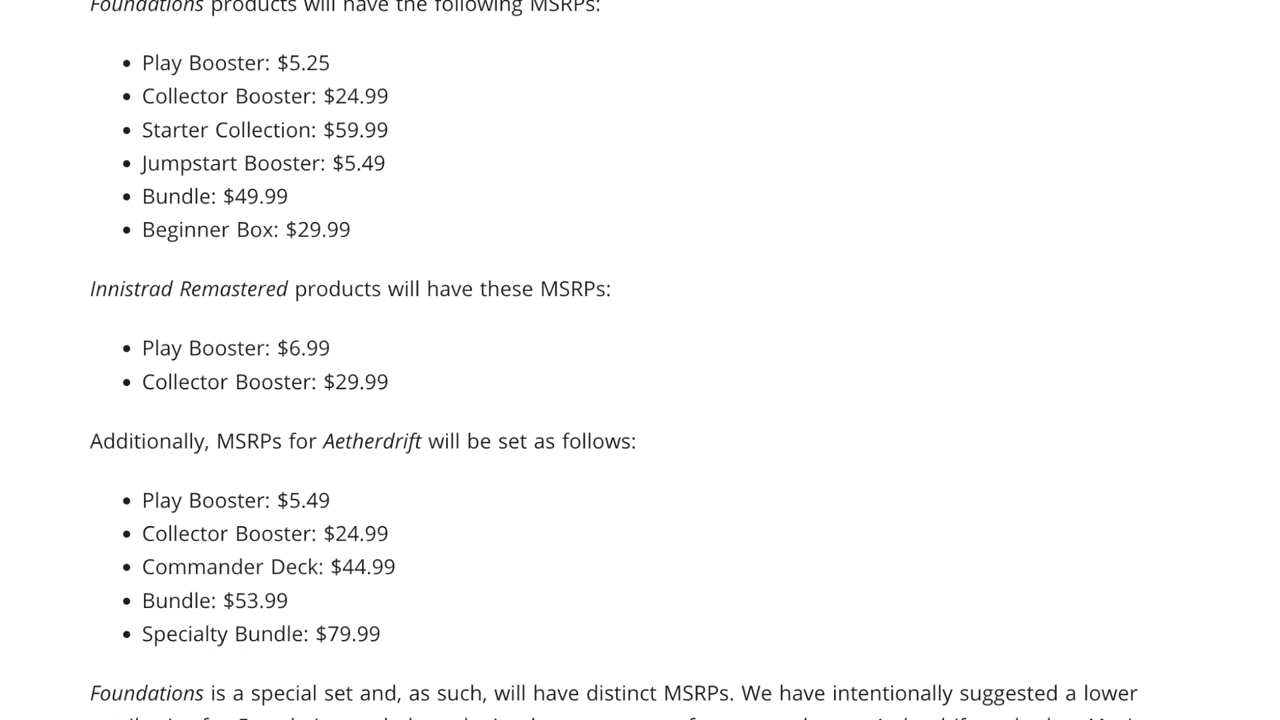 Foundations products will have the following MSRPs:
• Play Booster: $5.25
• Collector Booster: $24.99
• Starter Collection: $59.99
• Jumpstart Booster: $5.49
• Bundle: $49.99
• Beginner Box: $29.99
Innistrad Remastered products will have these MSRPs:
• Play Booster: $6.99
• Collector Booster: $29.99
Additionally, MSRPs for Aetherdrift will be set as follows:
• Play Booster: $5.49
• Collector Booster: $24.99
• Commander Deck: $44.99
• Bundle: $53.99
• Specialty Bundle: $79.99
Foundations is a special set and, as such, will have distinct MSRPs. We have intentionally suggested a lower